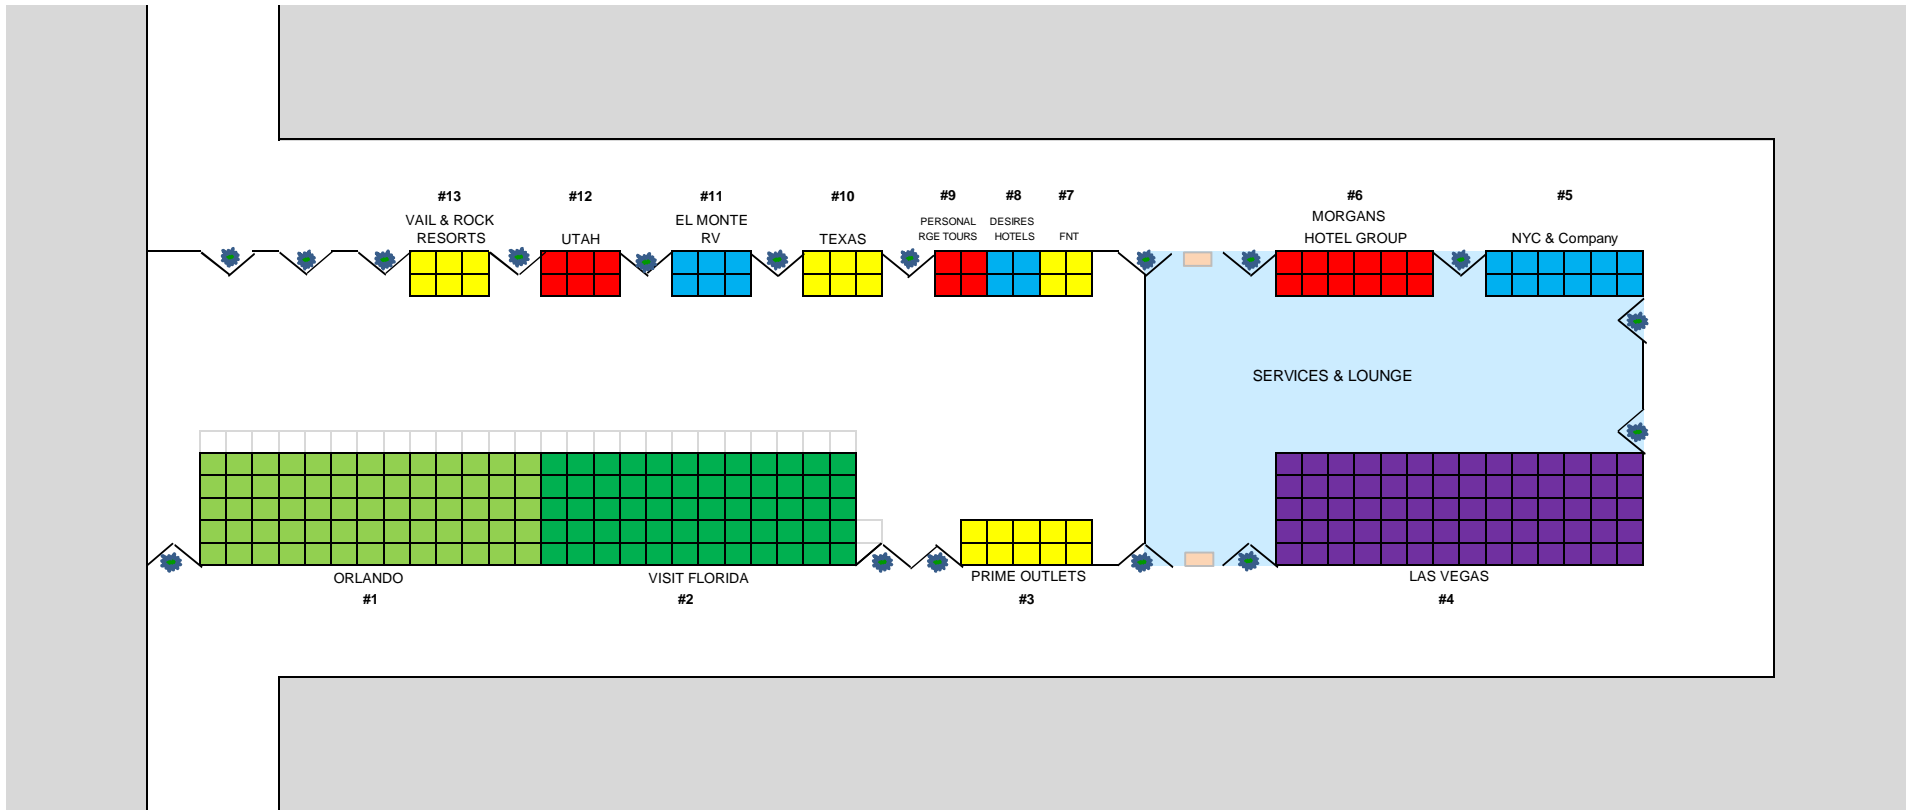 #13
VAIL & ROCK
RESORTS
#12
UTAH
#11
EL MONTE
RV
#10
TEXAS
#9
PERSONAL
RGE TOURS
#8
DESIRES
HOTELS
#7
FNT
#6
MORGANS
HOTEL GROUP
#5
NYC & Company
SERVICES & LOUNGE
ORLANDO
#1
VISIT FLORIDA
#2
PRIME OUTLETS
#3
LAS VEGAS
#4